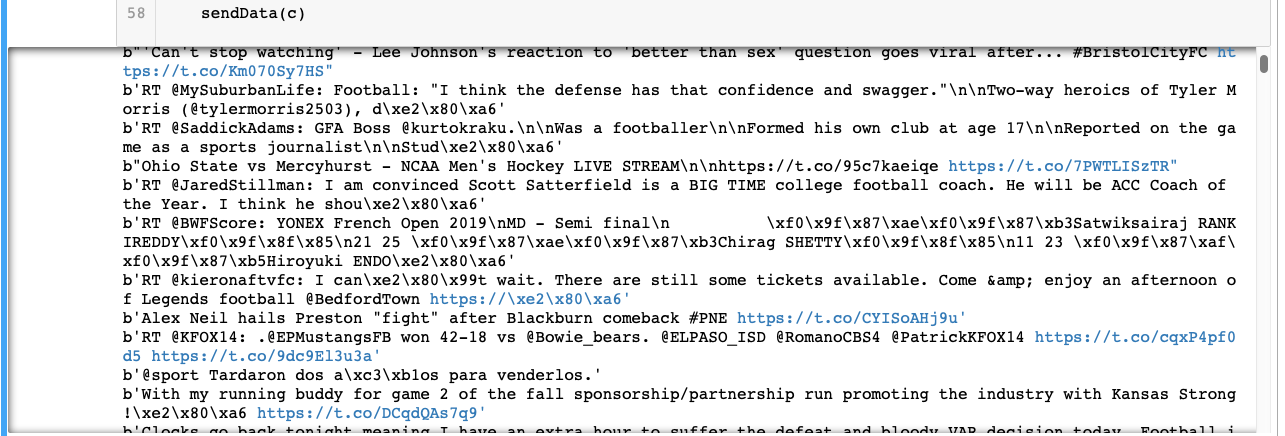 58 sendData(c)
b"'Can't stop watching' - Lee Johnson's reaction to 'better than sex' question goes viral after... #BristolCityFC ht
tps://t.co/Km070Sy7HS"
b'RT @MySuburbanLife: Football: "I think the defense has that confidence and swagger."\n\nTwo-way heroics of Tyler M
orris (@tylermorris2503), d\xe2\x80\xa6'
b'RT @SaddickAdams: GFA Boss @kurtokraku.\n\nWas a footballer\n\nFormed his own club at age 17\n\nReported on the ga
me as a sports journalist\n\nStud\xe2\x80\xa6'
b"Ohio State vs Mercyhurst - NCAA Men's Hockey LIVE STREAM\n\nhttps://t.co/95c7kaeiqe https://t.co/7PWTLISzTR"
b'RT @JaredStillman: I am convinced Scott Satterfield is a BIG TIME college football coach. He will be ACC Coach of
the Year. I think he shou\xe2\x80\xa6'
b'RT @BWFScore: YONEX French Open 2019\nMD - Semi final\n \xf0\x9f\x87\xae\xf0\x9f\x87\xb3Satwiksairaj RANK
IREDDY\xf0\x9f\x8f\x85\n21 25 \xf0\x9f\x87\xae\xf0\x9f\x87\xb3Chirag SHETTY\xf0\x9f\x8f\x85\n11 23 \xf0\x9f\x87\xaf\
xf0\x9f\x87\xb5Hiroyuki ENDO\xe2\x80\xa6'
b'RT @kieronaftvfc: I can\xe2\x80\x99t wait. There are still some tickets available. Come &amp; enjoy an afternoon o
f Legends football @BedfordTown https://\xe2\x80\xa6'
b'Alex Neil hails Preston "fight" after Blackburn comeback #PNE https://t.co/CYISoAHj9u'
b'RT @KFOX14: .@EPMustangsFB won 42-18 vs @Bowie_bears. @ELPASO_ISD @RomanoCBS4 @PatrickKFOX14 https://t.co/cqxP4pf0
d5 https://t.co/9dc9El3u3a'
b'@sport Tardaron dos a\xc3\xb1os para venderlos.'
b'With my running buddy for game 2 of the fall sponsorship/partnership run promoting the industry with Kansas Strong
!\xe2\x80\xa6 https://t.co/DCqdQAs7q9'
b'Clocks go back tonight meaning I have an extra hour to suffer the defeat and bloody VAR decision today. Football i